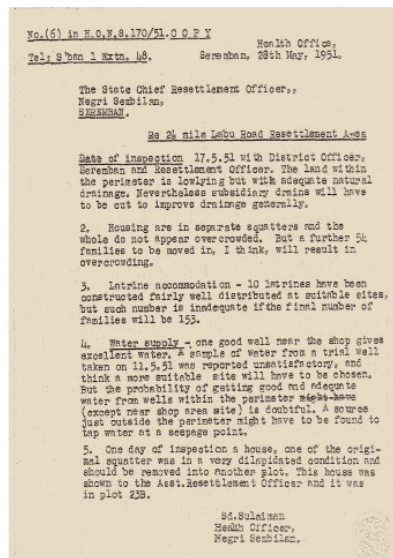 No.(6) in H.O.N.S.170/51.C O P Y
Health Office,
Tel; S'ban 1 Extn. 48.
Seremban, 28th May, 1951.
The State Chief Resettlement Officer,,
Negri Sembilan,
SEREMBAN.
Re 2½ mile Labu Road Resettlement Area
Date of inspection 17.5.51 with District Officer,
Seremban and Resettlement Officer. The land within
the perimeter is lowlying but with adequate natural
drainage. Nevertheless subsidiary drains will have
to be cut to improve drainage generally.
2. Housing are in separate squatters and the
whole do not appear overcrowded. But a further 54
families to be moved in, I think, will result in
overcrowding.
3. Latrine accommodation - 10 latrines have been
constructed fairly well distributed at suitable sites,
but such number is inadequate if the final number of
families will be 153.
4. Water supply - one good well near the shop gives
excellent water. A sample of water from a trial well
taken on 11.5.51 was reported unsatisfactory, and
think a more suitable site will have to be chosen.
But the probability of getting good and adequate
water from wells within the perimeter might have
(except near shop area site) is doubtful. A source
just outside the perimeter might have to be found to
tap water at a seepage point.
5. One day of inspection a house, one of the origi-
mal squatter was in a very dilapidated condition and
should be removed into another plot. This house was
shown to the Asst.Resettlement Officer and it was
in plot 23B.
Sd.Sulaiman
Health Officer,
Negri Sembilan.